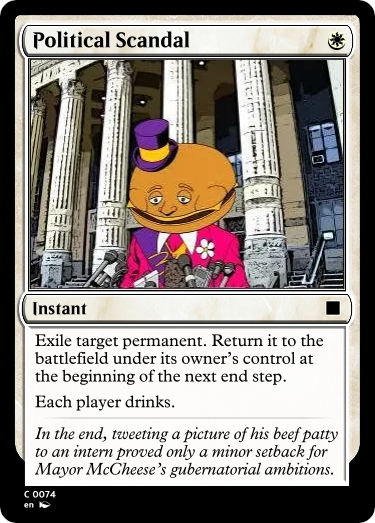 Political Scandal
Instant
Exile target permanent. Return it to the
battlefield under its owner's control at
the beginning of the next end step.
Each player drinks.
In the end, tweeting a picture of his beef patty
to an intern proved only a minor setback for
Mayor McCheese's gubernatorial ambitions.
C 0074
en